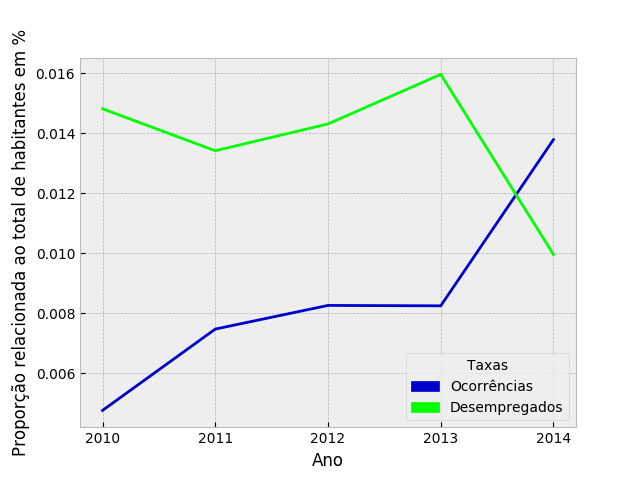 Proporção relacionada ao total de habitantes em %
0.016
0.014
0.012
0.010
0.008
0.006
Taxas
Ocorrências
Desempregados
2010 2011 2012 2013 2014
Ano